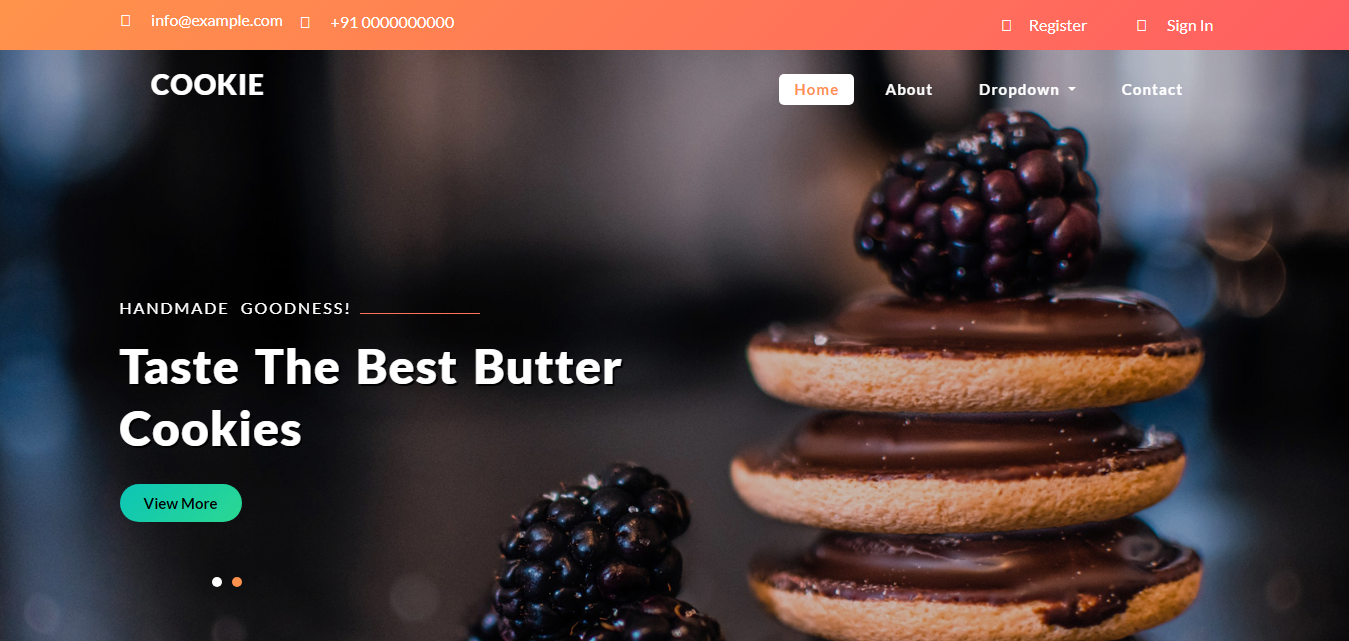 info@example.com
+91 0000000000
Register
Sign In
COOKIE
Home
About
Dropdown
Contact
HANDMADE GOODNESS!
Taste The Best Butter
Cookies
View More